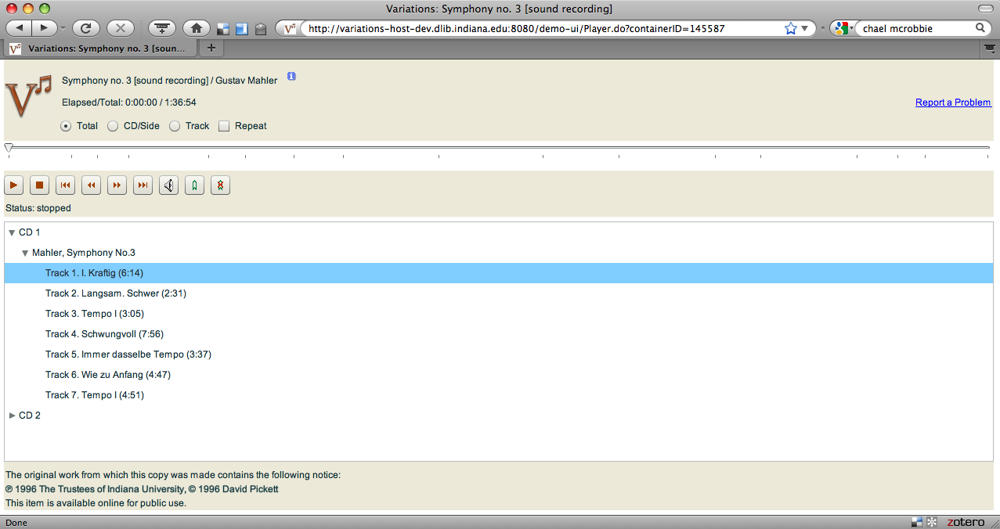 Variations: Symphony no. 3 [sound recording]
http://variations-host-dev.dlib.indiana.edu:8080/demo-ui/Player.do?containerID=145587
chael mcrobbie
Variations: Symphony no. 3 [soun...
Symphony no. 3 [sound recording] / Gustav Mahler
Elapsed/Total: 0:00:00 / 1:36:54
Report a Problem
Total CD/Side Track Repeat
Status: stopped
CD 1
Mahler, Symphony No.3
Track 1. I. Kraftig (6:14)
Track 2. Langsam. Schwer (2:31)
Track 3. Tempo I (3:05)
Track 4. Schwungvoll (7:56)
Track 5. Immer dasselbe Tempo (3:37)
Track 6. Wie zu Anfang (4:47)
Track 7. Tempo I (4:51)
CD 2
The original work from which this copy was made contains the following notice:
℗ 1996 The Trustees of Indiana University, © 1996 David Pickett
This item is available online for public use.
Done
zotero